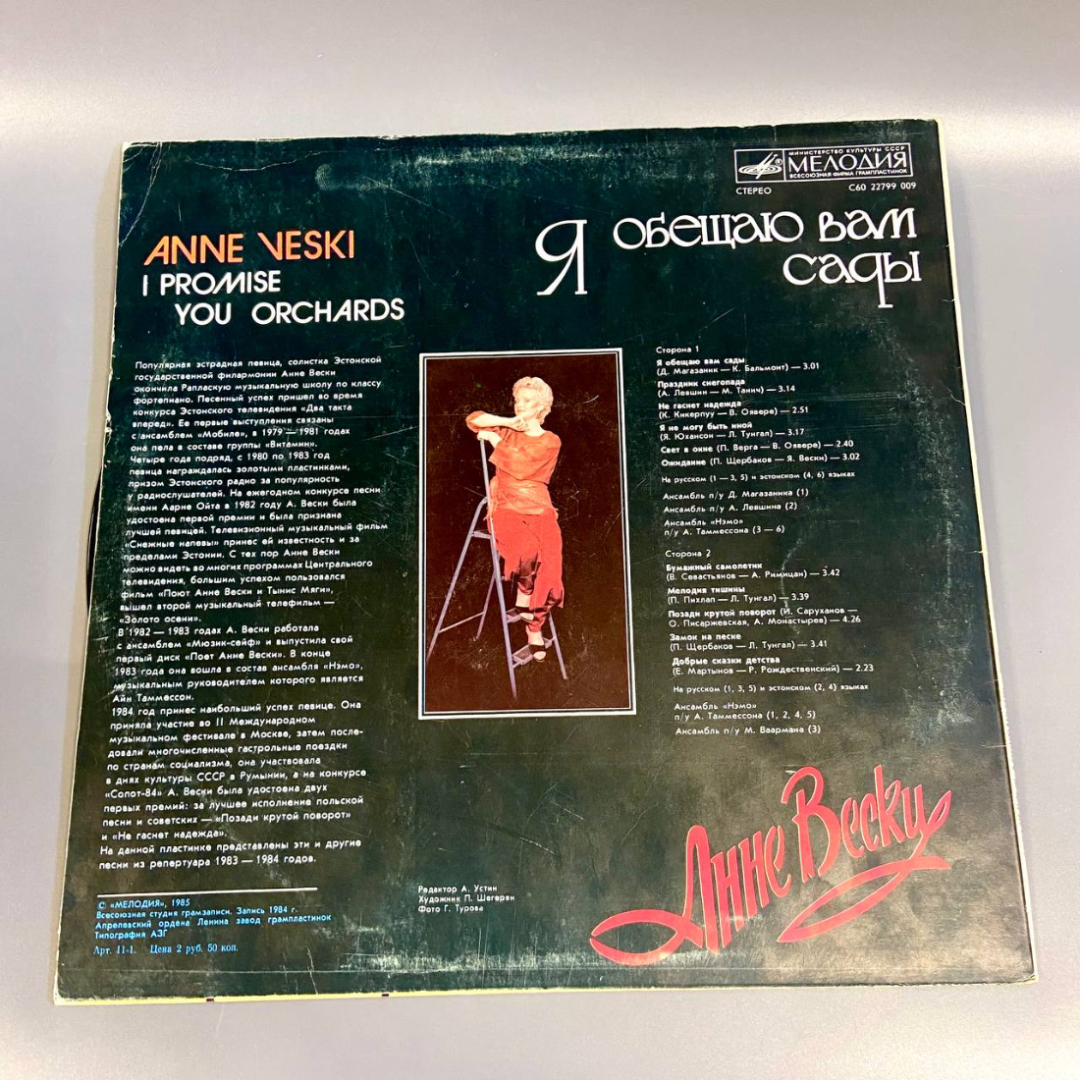 МИНИСТЕРСТВО КУЛЬТУРЫ СССР
МЕЛОДИЯ
ВСЕСОЮЗНАЯ ФИРМА ГРАМПЛАСТИНОК
СТЕРЕО
С60 22799 009
ANNE VESKI
I PROMISE
YOU ORCHARDS
Я ОБЕЩАЮ ВАМ
САДЫ
Популярная эстрадная певица, солистка Эстонской
государственной филармонии Анне Вески
окончила Рапласкую музыкальную школу по классу
фортепиано. Песенный успех пришел во время
конкурса Эстонского телевидения «Два такта
вперед». Ее первые выступления связаны
с ансамблем «Мобиле», в 1979 — 1981 годах
она пела в составе группы «Витамин».
Четыре года подряд, с 1980 по 1983 год
певица награждалась золотыми пластинками,
призом Эстонского радио за популярность
у радиослушателей. На ежегодном конкурсе песни
имени Аарне Ойта в 1982 году А. Вески была
удостоена первой премии и была признана
лучшей певицей. Телевизионный музыкальный фильм
«Снежные напевы» принес ей известность и за
пределами Эстонии. С тех пор Анне Вески
можно видеть во многих программах Центрального
телевидения, большим успехом пользовался
фильм «Поют Анне Вески и Тынис Мяги»,
вышел второй музыкальный телефильм —
«Золото осени».
В 1982 — 1983 годах А. Вески работала
с ансамблем «Мюзик-сейф» и выпустила свой
первый диск «Поет Анне Вески». В конце
1983 года она вошла в состав ансамбля «Нэмо»,
музыкальным руководителем которого является
Айн Таммессон.
1984 год принес наибольший успех певице. Она
приняла участие во II Международном
музыкальном фестивале в Москве, затем после-
довали многочисленные гастрольные поездки
по странам социализма, она участвовала
в днях культуры СССР в Румынии, а на конкурсе
«Сопот-84» А. Вески была удостоена двух
первых премий: за лучшее исполнение польской
песни и советских — «Позади крутой поворот»
и «Не гаснет надежда».
На данной пластинке представлены эти и другие
песни из репертуара 1983 — 1984 годов.
Сторона 1
Я обещаю вам сады
(Д. Магазаник — К. Бальмонт) — 3.01
Праздник снегопада
(А. Левшин — М. Танич) — 3.14
Не гаснет надежда
(К. Кикерпуу — В. Оявере) — 2.51
Я не могу быть иной
(Я. Юхансон — Л. Тунгал) — 3.17
Свет в окне (П. Верга — В. Оявере) — 2.40
Ожидание (П. Щербаков — Я. Вески) — 3.02
На русском (1 — 3, 5) и эстонском (4, 6) языках
Ансамбль п/у Д. Магазаника (1)
Ансамбль п/у А. Левшина (2)
Ансамбль «Нэмо»
п/у А. Таммессона (3 — 6)
Сторона 2
Бумажный самолетик
(В. Севастьянов — А. Римицан) — 3.42
Мелодия тишины
(П. Пихлап — Л. Тунгал) — 3.39
Позади крутой поворот (И. Саруханов —
О. Писаржевская, А. Монастырев) — 4.26
Замок на песке
(П. Щербаков — Л. Тунгал) — 3.41
Добрые сказки детства
(Е. Мартынов — Р. Рождественский) — 2.23
На русском (1, 3, 5) и эстонском (2, 4) языках
Ансамбль «Нэмо»
п/у А. Таммессона (1, 2, 4, 5)
Ансамбль п/у М. Ваармана (3)
Анне Вески
© «МЕЛОДИЯ», 1985
Всесоюзная студия грамзаписи. Запись 1984 г.
Апрелевский ордена Ленина завод грампластинок
Типография АЗГ
Арт. 11-1. Цена 2 руб. 50 коп.
Редактор А. Устин
Художник П. Шегерян
Фото Г. Турова